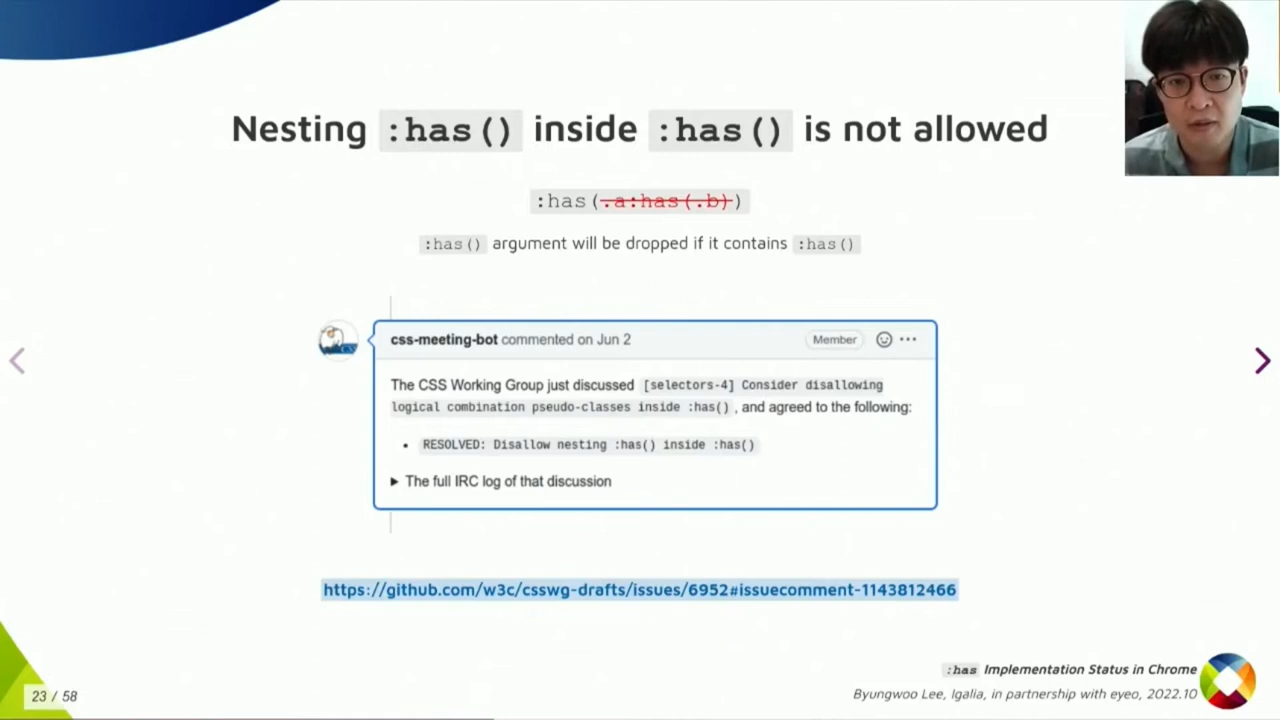 Nesting :has() inside :has() is not allowed
:has(.a:has(.b))
:has() argument will be dropped if it contains :has()
css-meeting-bot commented on Jun 2
Member
The CSS Working Group just discussed [selectors-4] Consider disallowing
logical combination pseudo-classes inside :has(), and agreed to the following:
RESOLVED: Disallow nesting :has() inside :has()
The full IRC log of that discussion
https://github.com/w3c/csswg-drafts/issues/6952#issuecomment-1143812466
:has Implementation Status in Chrome
Byungwoo Lee, Igalia, in partnership with eyeo, 2022.10
23 / 58